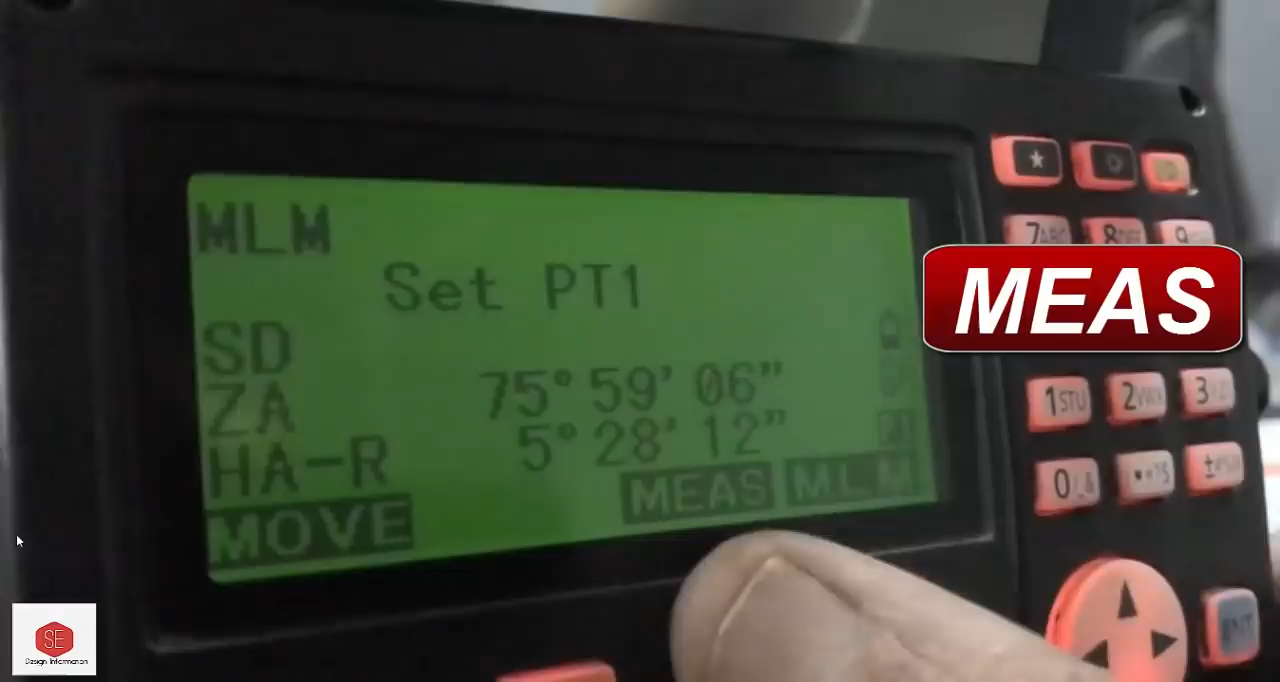 MLM
Set PT1
SD
ZA 75° 59' 06"
HA-R 5° 28' 12"
MOVE MEAS MLM
7ABC 8DEF 9
MEAS
1STU 2VWX 3YZ
0
ENT
SE
Design Information